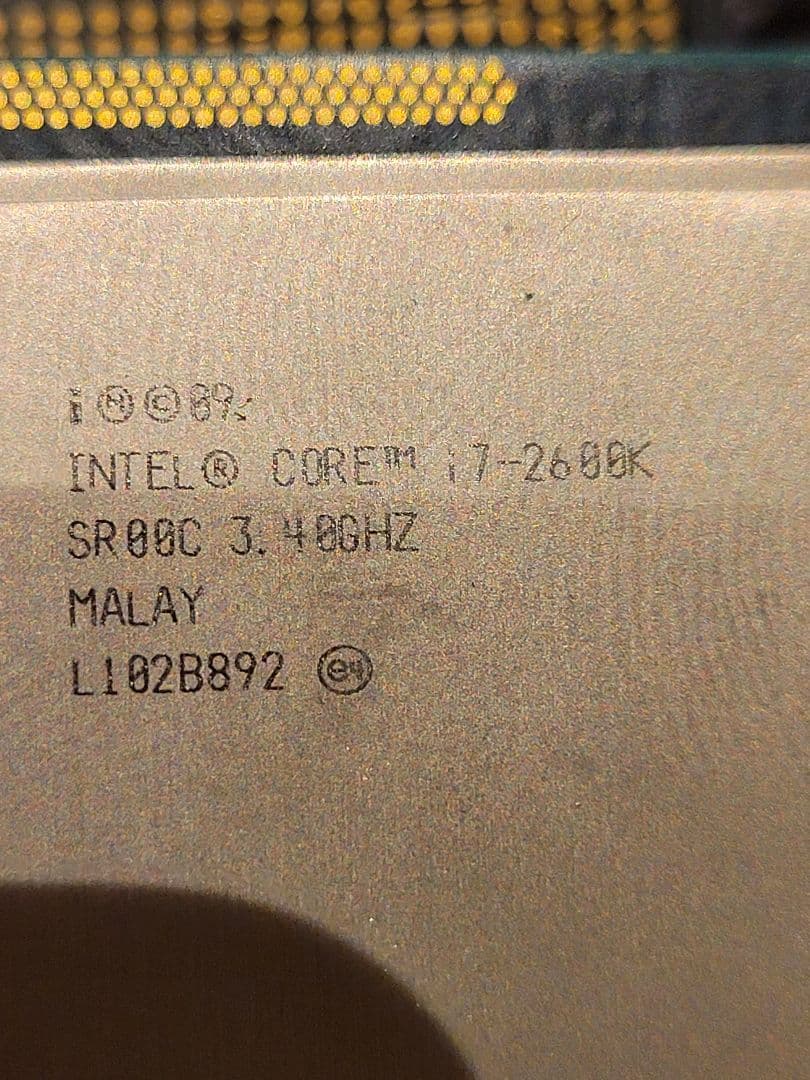 i Ⓜ © 09
INTEL® CORE™ i7-2600K
SR00C 3.40GHZ
MALAY
L102B892 e4